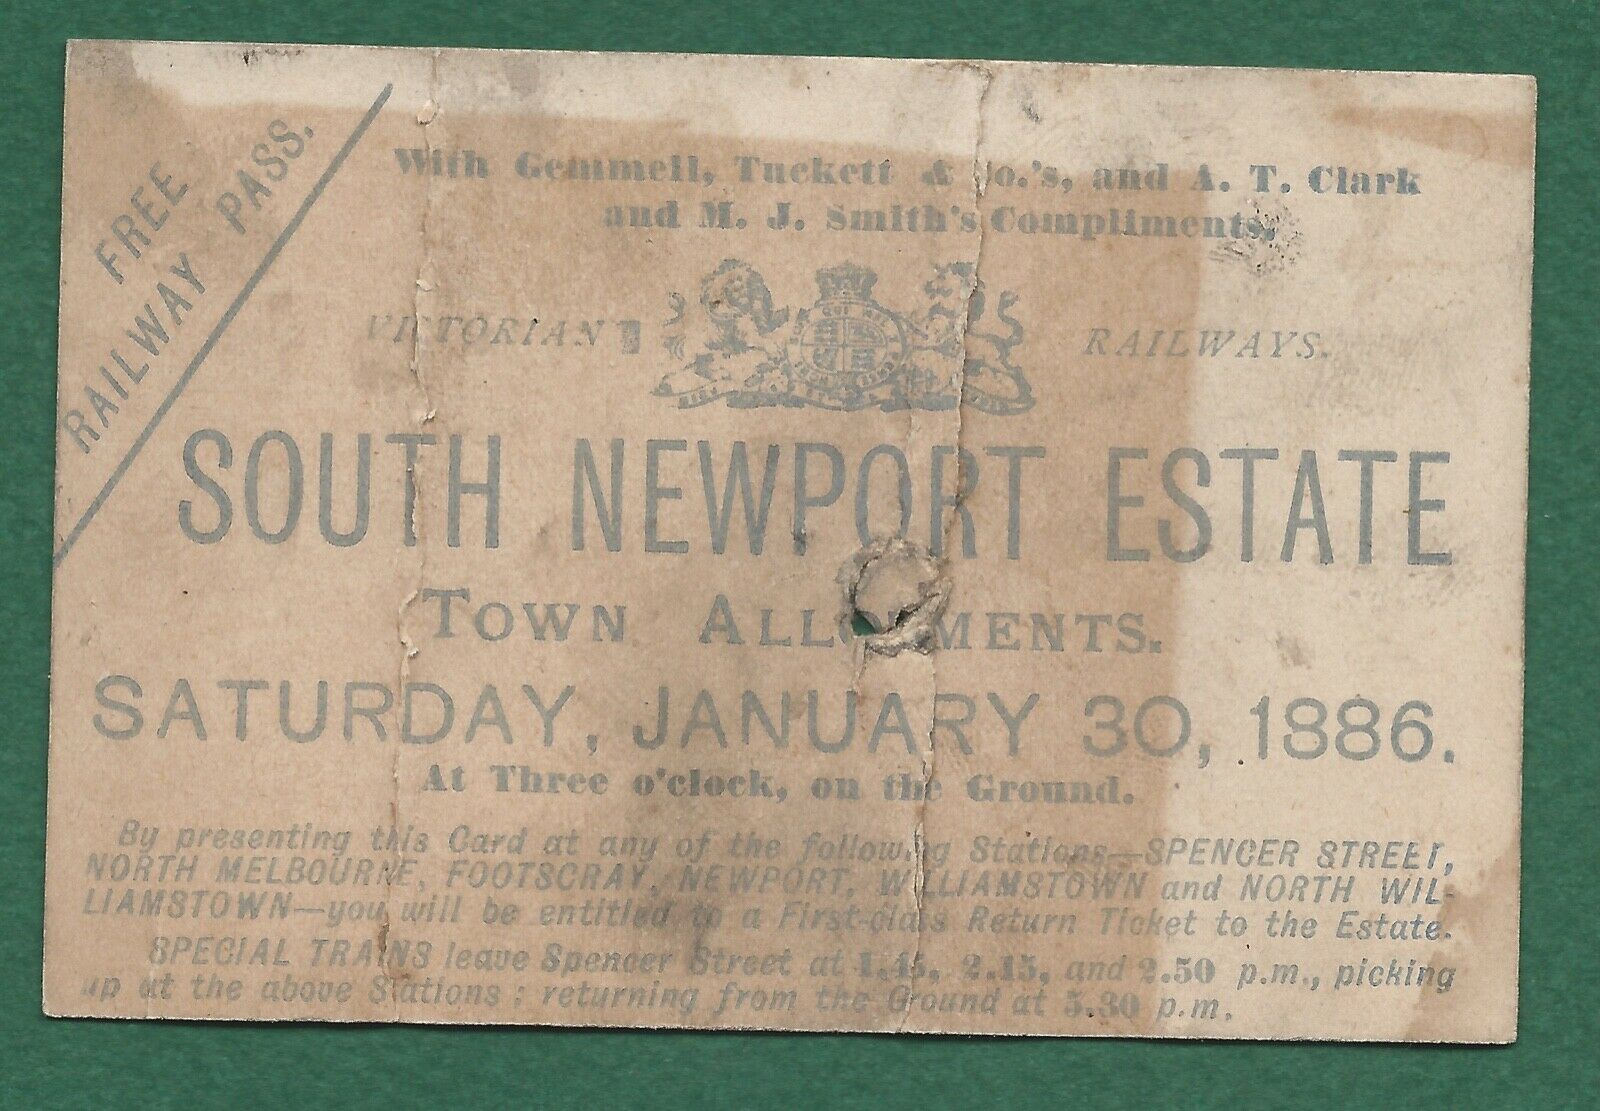 FREE
RAILWAY PASS.
With Gemmell, Tuckett & Co.'s, and A. T. Clark
and M. J. Smith's Compliments.
VICTORIAN RAILWAYS.
SOUTH NEWPORT ESTATE
TOWN ALLOTMENTS.
SATURDAY, JANUARY 30, 1886.
At Three o'clock, on the Ground.
By presenting this Card at any of the following Stations—SPENCER STREET,
NORTH MELBOURNE, FOOTSCRAY, NEWPORT, WILLIAMSTOWN and NORTH WIL-
LIAMSTOWN—you will be entitled to a First-class Return Ticket to the Estate.
SPECIAL TRAINS leave Spencer Street at 1.45, 2.15, and 2.50 p.m., picking
up at the above Stations; returning from the Ground at 5.30 p.m.